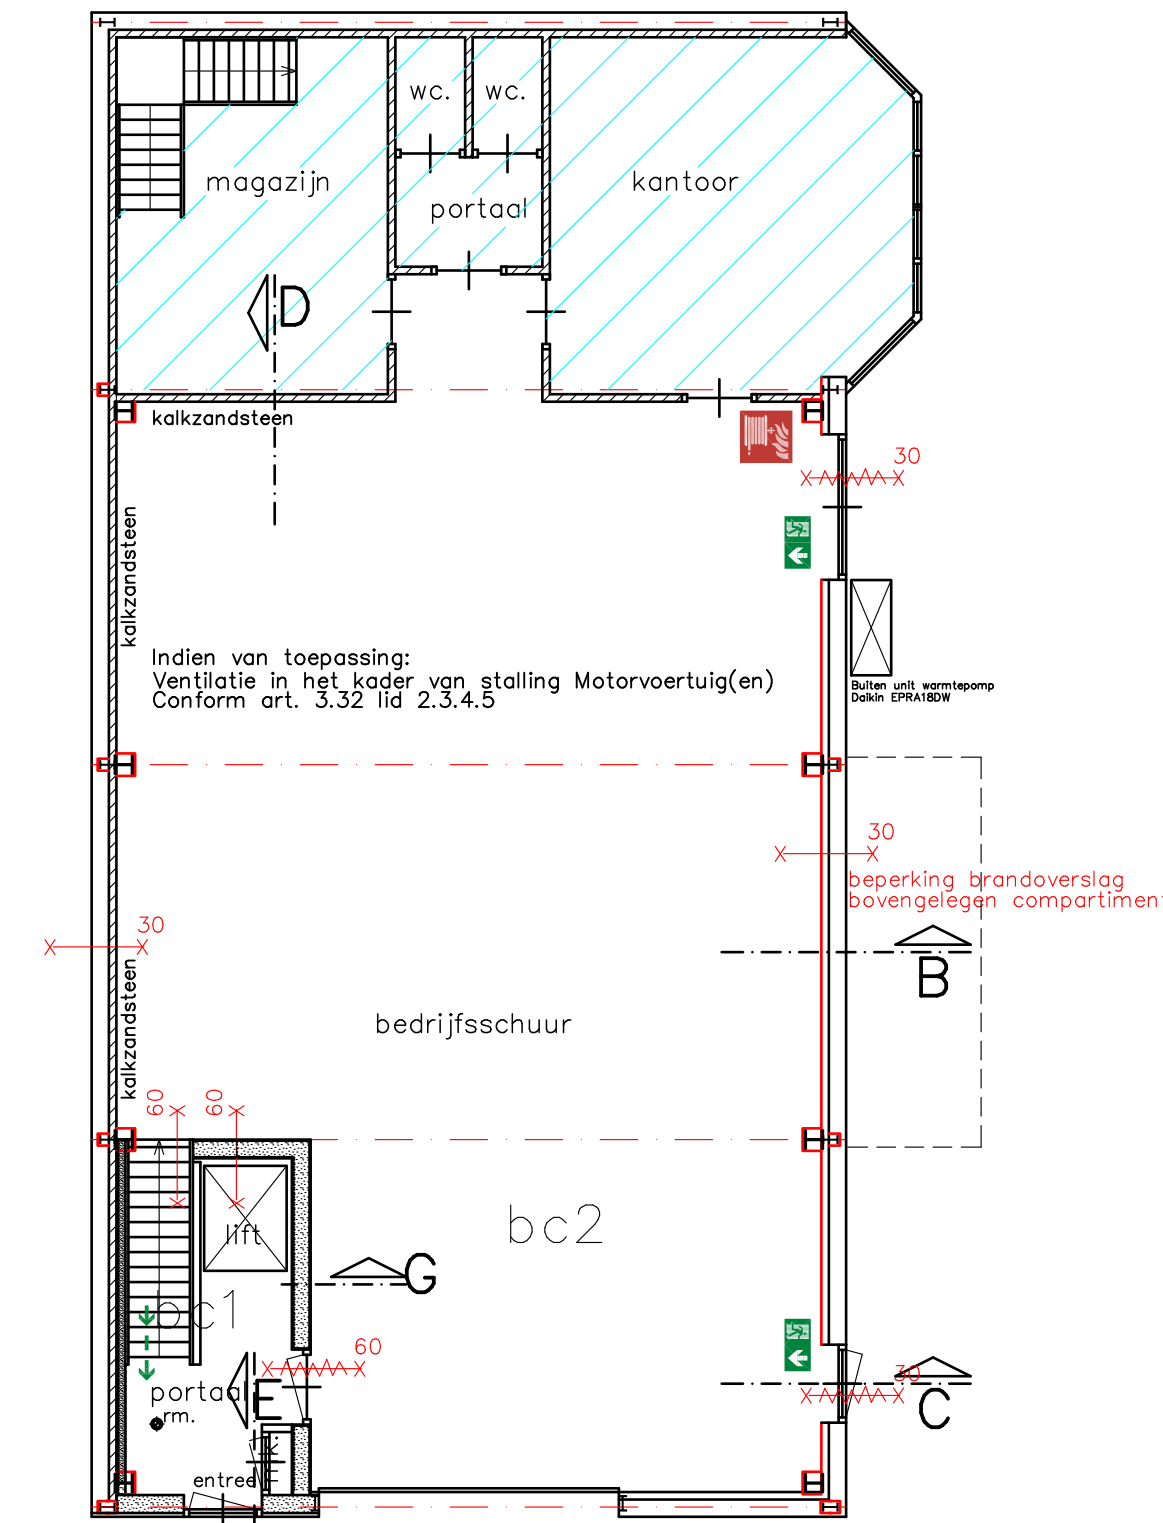 wc. wc.
magazijn
kantoor
portaal
D
kalkzandsteen
30
kalkzandsteen
Indien van toepassing:
Ventilatie in het kader van stalling Motorvoertuig(en)
Conform art. 3.32 lid 2.3.4.5
Buiten unit warmtepomp
Daikin EPRA18DW
30
beperking brandoverslag
bovengelegen compartimen
30
B
kalkzandsteen
bedrijfsschuur
60 60
bc2
lift
G
bc1
60
portaal
E
30
C
rm.
entree